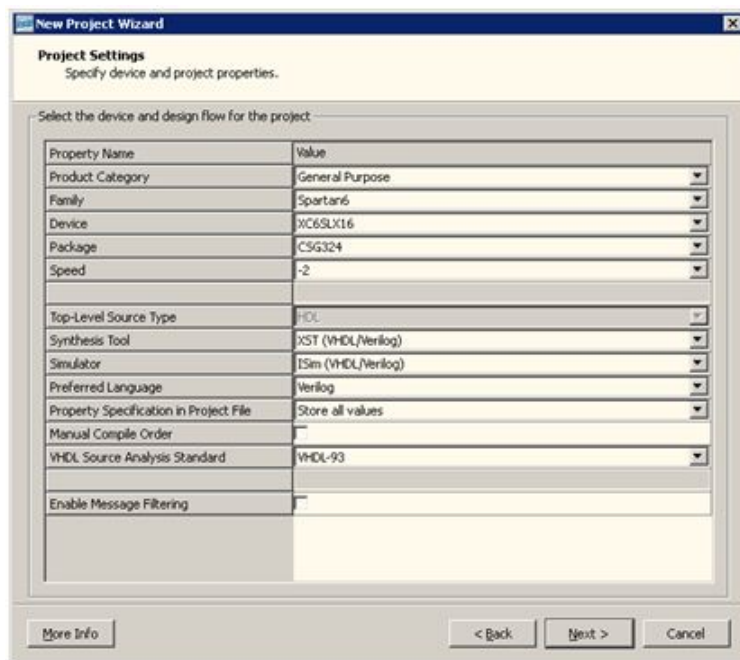 New Project Wizard
Project Settings
Specify device and project properties.
Select the device and design flow for the project
Property Name Value
Product Category General Purpose
Family Spartan6
Device XC6SLX16
Package CSG324
Speed -2
Top-Level Source Type HDL
Synthesis Tool XST (VHDL/Verilog)
Simulator ISim (VHDL/Verilog)
Preferred Language Verilog
Property Specification in Project File Store all values
Manual Compile Order
VHDL Source Analysis Standard VHDL-93
Enable Message Filtering
More Info < Back Next > Cancel